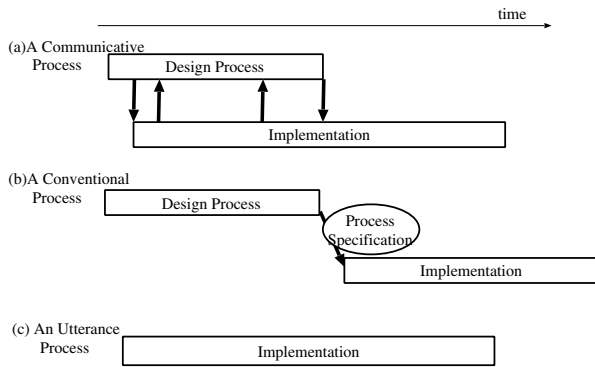 time
(a)A Communicative
Process
Design Process
Implementation
(b)A Conventional
Process
Design Process
Process
Specification
Implementation
(c) An Utterance
Process
Implementation